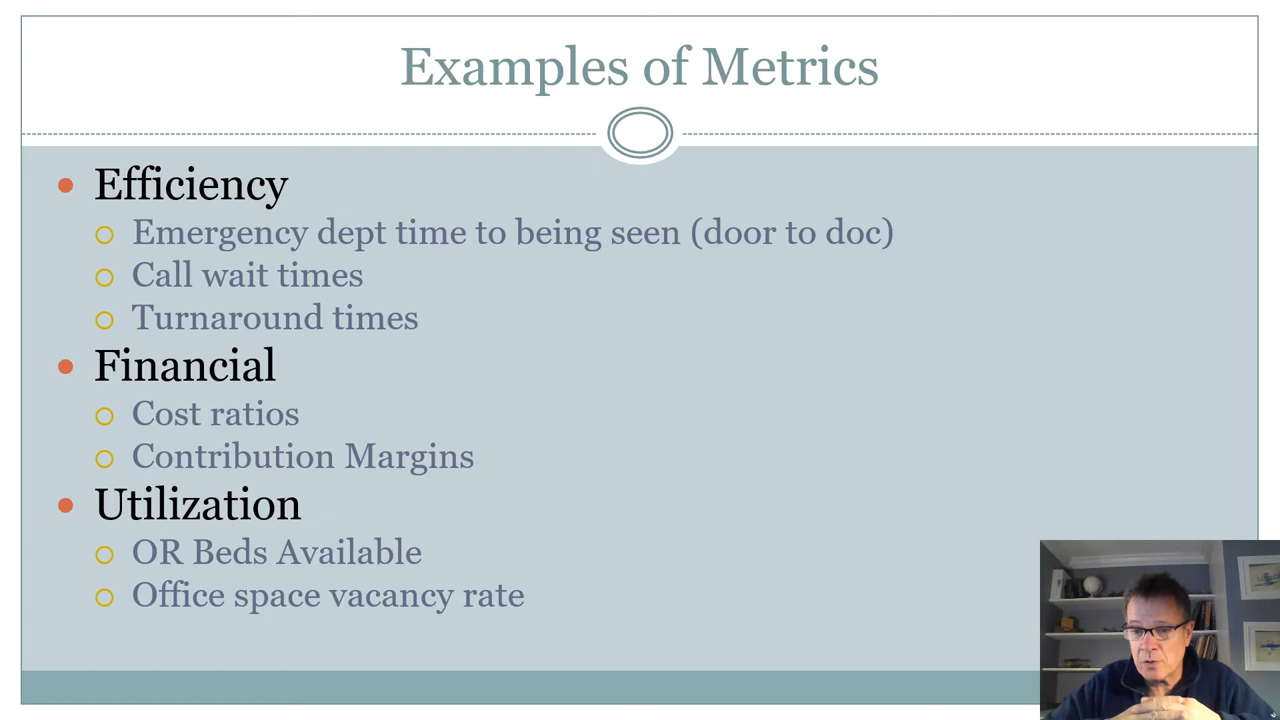 Examples of Metrics
Efficiency
Emergency dept time to being seen (door to doc)
Call wait times
Turnaround times
Financial
Cost ratios
Contribution Margins
Utilization
OR Beds Available
Office space vacancy rate